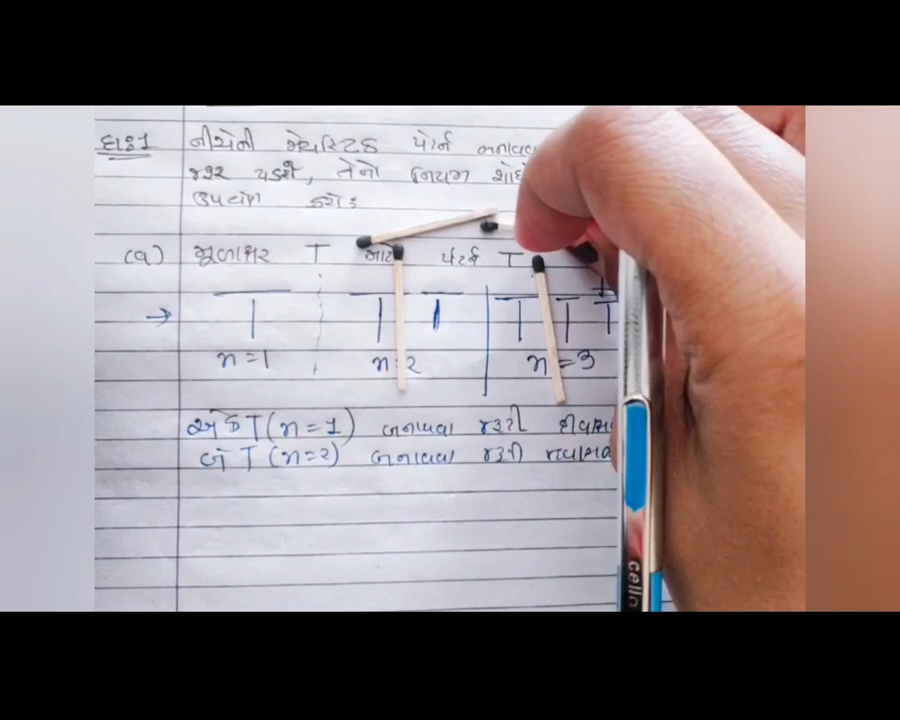 દાખ1 નીચેની મેચસ્ટિક પેટર્ન બનાવવા
જરૂર પડશે, તેનો નિયમ શોધો
ઉપયોગ કરો :
(a) મૂળાક્ષર T માટે પેટર્ન T
→ T T T T T T
n=1 n=2 n=3
એક T (n=1) બનાવવા જરૂરી દીવાસ
બે T (n=2) બનાવવા જરૂરી
cello